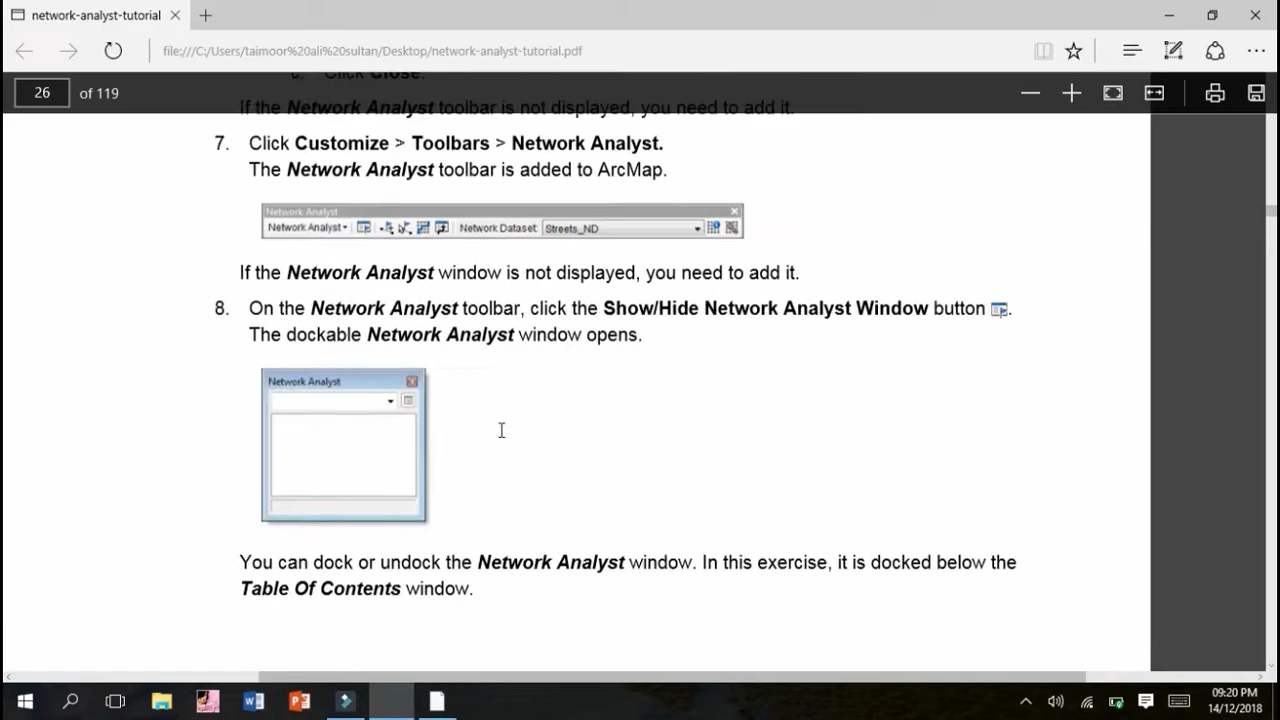 network-analyst-tutorial
file:///C:/Users/taimoor%20ali%20sultan/Desktop/network-analyst-tutorial.pdf
c. Click Close.
26 of 119
If the Network Analyst toolbar is not displayed, you need to add it.
7. Click Customize > Toolbars > Network Analyst.
The Network Analyst toolbar is added to ArcMap.
Network Analyst
Network Analyst Network Dataset: Streets_ND
If the Network Analyst window is not displayed, you need to add it.
8. On the Network Analyst toolbar, click the Show/Hide Network Analyst Window button .
The dockable Network Analyst window opens.
Network Analyst
You can dock or undock the Network Analyst window. In this exercise, it is docked below the
Table Of Contents window.
09:20 PM
14/12/2018